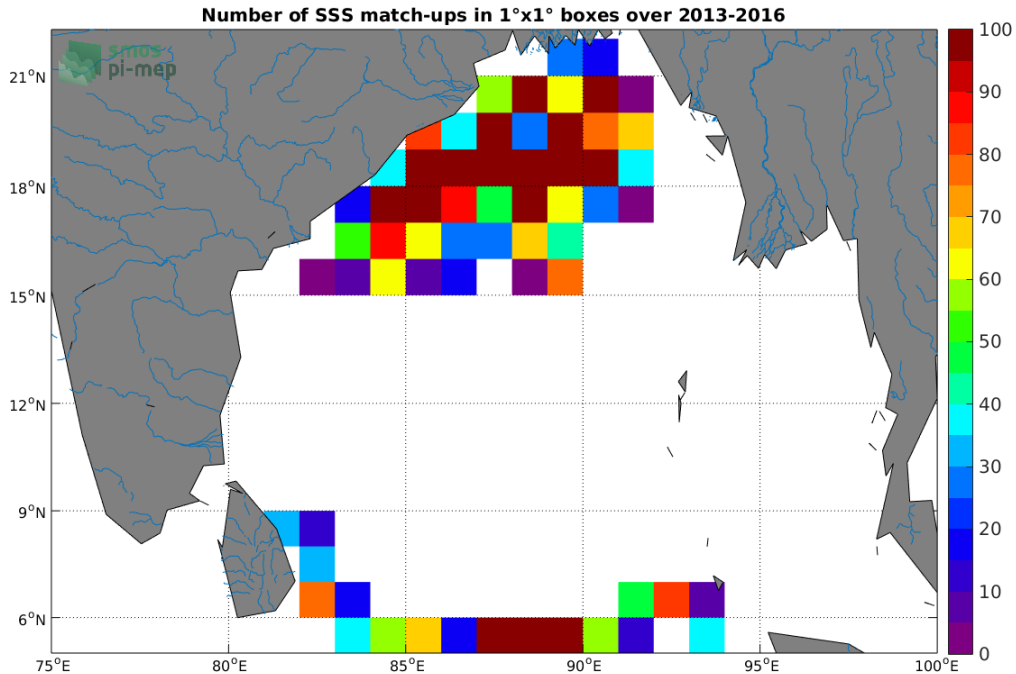 Number of SSS match-ups in 1°x1° boxes over 2013-2016
smos
pi-mep
21°N
18°N
15°N
12°N
9°N
6°N
75°E
80°E
85°E
90°E
95°E
100°E
100
90
80
70
60
50
40
30
20
10
0